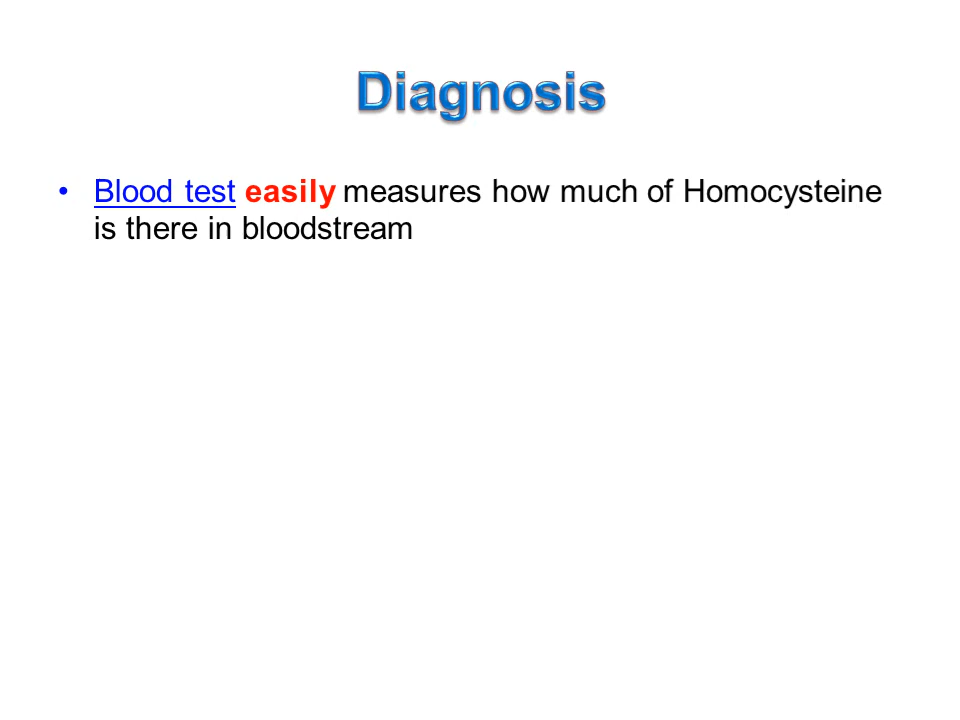 Diagnosis
• Blood test easily measures how much of Homocysteine
is there in bloodstream